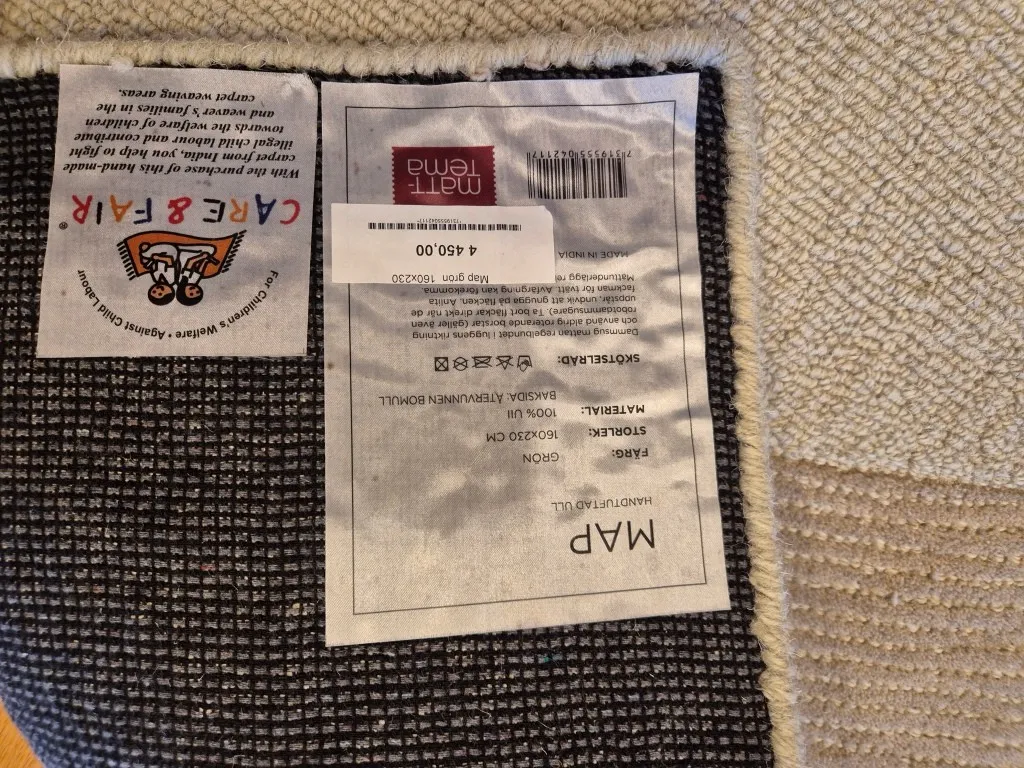 MAP
HANDTUFTAD ULL
FÄRG: GRÖN
STORLEK: 160x230 CM
MATERIAL: 100% Ull
BAKSIDA: ÅTERVUNNEN BOMULL
SKÖTSELRÅD:
Dammsug mattan regelbundet i luggens riktning
och använd aldrig roterande borstar (gäller även
robotdammsugare). Ta bort fläckar direkt när de
uppstår, undvik att gnugga på fläcken. Anlita
fackman för tvätt. Avfärgning kan förekomma
Mattunderlägg
MADE IN INDIA
Map grön 160x230
4 450,00
*7319555042117*
matt-
Tema
7 319555 042117
For Children's Welfare • Against Child Labour
CARE & FAIR®
With the purchase of this hand-made
carpet from India, you help to fight
illegal child labour and contribute
towards the welfare of children
and weaver's families in the
carpet weaving areas.